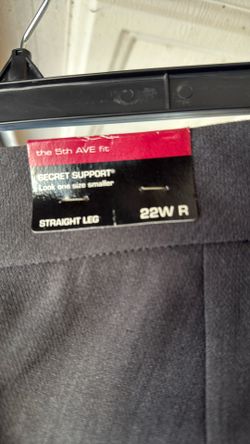 the 5th AVE fit
SECRET SUPPORT®
Look one size smaller
STRAIGHT LEG 22W R